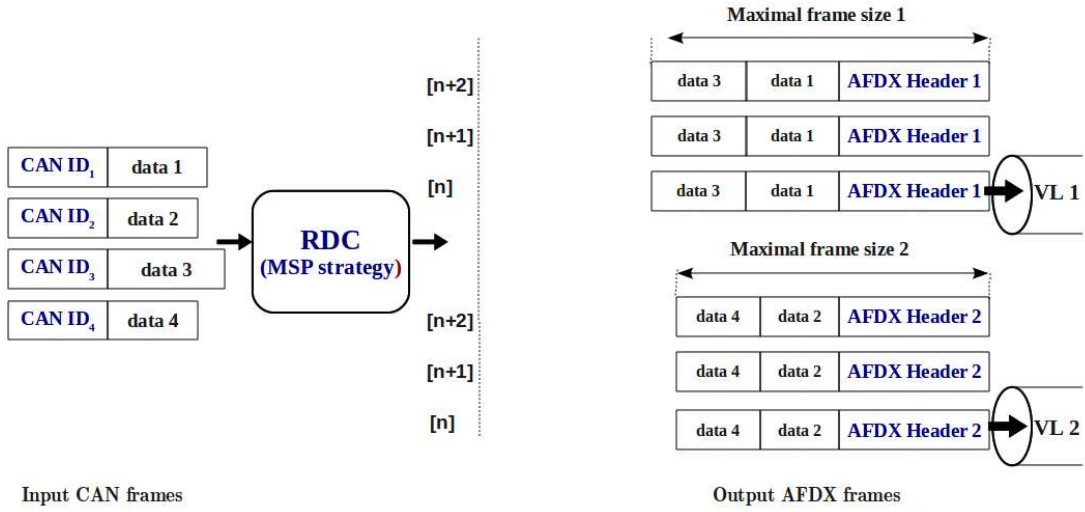 Maximal frame size 1
[n+2]
data 3 data 1 AFDX Header 1
[n+1]
data 3 data 1 AFDX Header 1
CAN ID1 data 1
[n]
data 3 data 1 AFDX Header 1
VL 1
CAN ID2 data 2
RDC
(MSP strategy)
CAN ID3 data 3
Maximal frame size 2
CAN ID4 data 4
[n+2]
data 4 data 2 AFDX Header 2
[n+1]
data 4 data 2 AFDX Header 2
[n]
data 4 data 2 AFDX Header 2
VL 2
Input CAN frames
Output AFDX frames